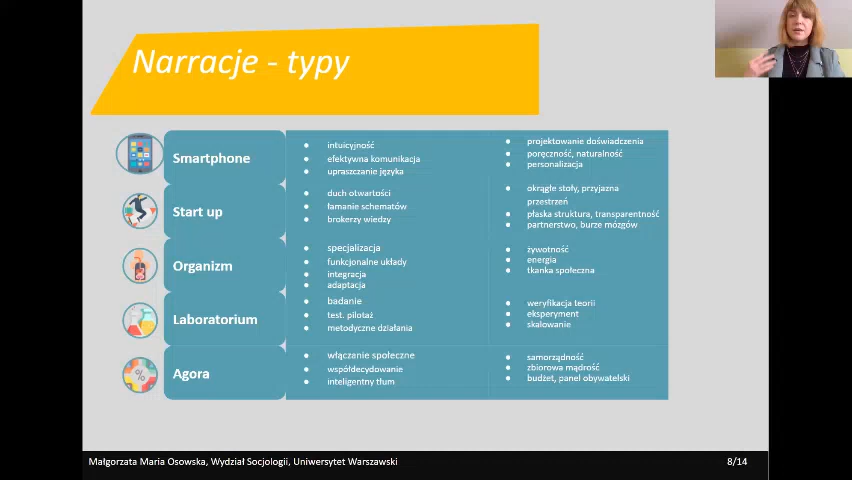 Narracje - typy
Smartphone
intuicyjność
efektywna komunikacja
upraszczanie języka
projektowanie doświadczenia
poręczność, naturalność
personalizacja
Start up
duch otwartości
łamanie schematów
brokerzy wiedzy
okrągłe stoły, przyjazna
przestrzeń
płaska struktura, transparentność
partnerstwo, burze mózgów
Organizm
specjalizacja
funkcjonalne układy
integracja
adaptacja
żywotność
energia
tkanka społeczna
Laboratorium
badanie
test. pilotaż
metodyczne działania
weryfikacja teorii
eksperyment
skalowanie
Agora
włączanie społeczne
współdecydowanie
inteligentny tłum
samorządność
zbiorowa mądrość
budżet, panel obywatelski
%
Małgorzata Maria Osowska, Wydział Socjologii, Uniwersytet Warszawski
8/14